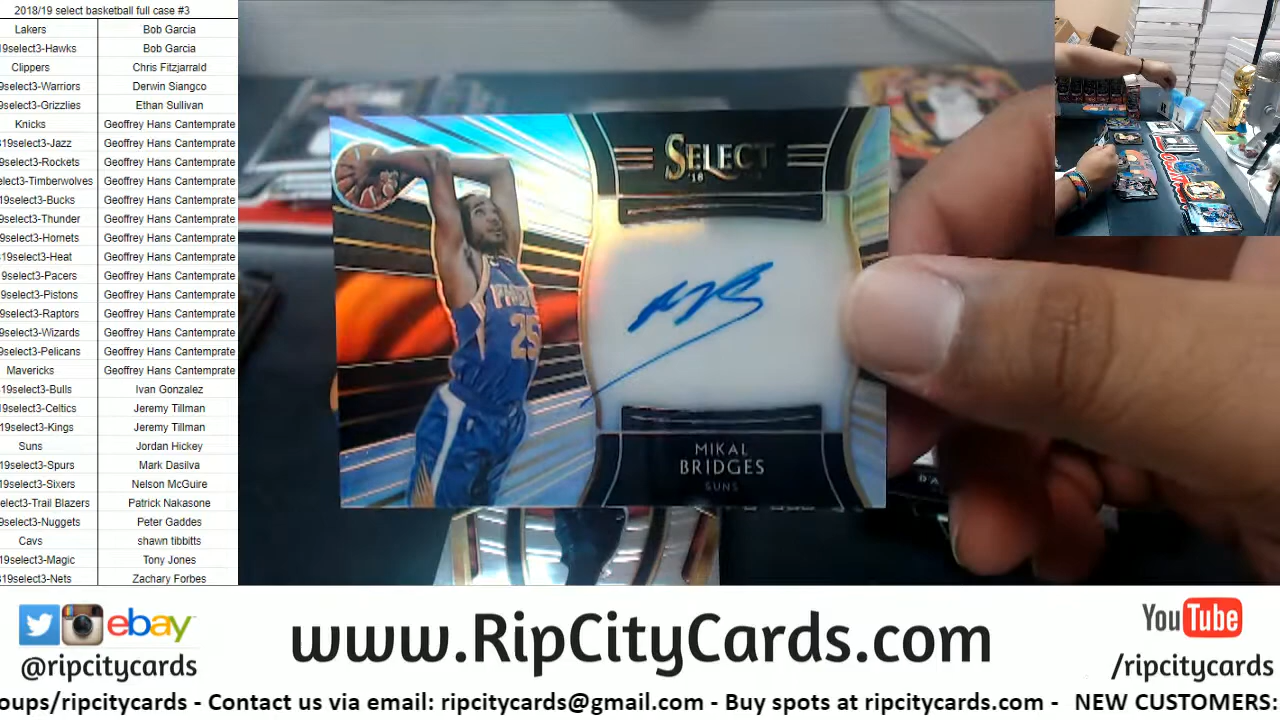 2018/19 select basketball full case #3
Lakers Bob Garcia
19select3-Hawks Bob Garcia
Clippers Chris Fitzjarrald
9select3-Warriors Derwin Siangco
9select3-Grizzlies Ethan Sullivan
Knicks Geoffrey Hans Cantemprate
19select3-Jazz Geoffrey Hans Cantemprate
9select3-Rockets Geoffrey Hans Cantemprate
elect3-Timberwolves Geoffrey Hans Cantemprate
19select3-Bucks Geoffrey Hans Cantemprate
9select3-Thunder Geoffrey Hans Cantemprate
9select3-Hornets Geoffrey Hans Cantemprate
19select3-Heat Geoffrey Hans Cantemprate
19select3-Pacers Geoffrey Hans Cantemprate
9select3-Pistons Geoffrey Hans Cantemprate
9select3-Raptors Geoffrey Hans Cantemprate
9select3-Wizards Geoffrey Hans Cantemprate
9select3-Pelicans Geoffrey Hans Cantemprate
Mavericks Geoffrey Hans Cantemprate
19select3-Bulls Ivan Gonzalez
19select3-Celtics Jeremy Tillman
19select3-Kings Jeremy Tillman
Suns Jordan Hickey
19select3-Spurs Mark Dasilva
19select3-Sixers Nelson McGuire
elect3-Trail Blazers Patrick Nakasone
9select3-Nuggets Peter Gaddes
Cavs shawn tibbitts
19select3-Magic Tony Jones
19select3-Nets Zachary Forbes
SELECT
'18
25
MIKAL
BRIDGES
SUNS
ebay
@ripcitycards
www.RipCityCards.com
YouTube
/ripcitycards
oups/ripcitycards - Contact us via email: ripcitycards@gmail.com - Buy spots at ripcitycards.com - NEW CUSTOMERS: